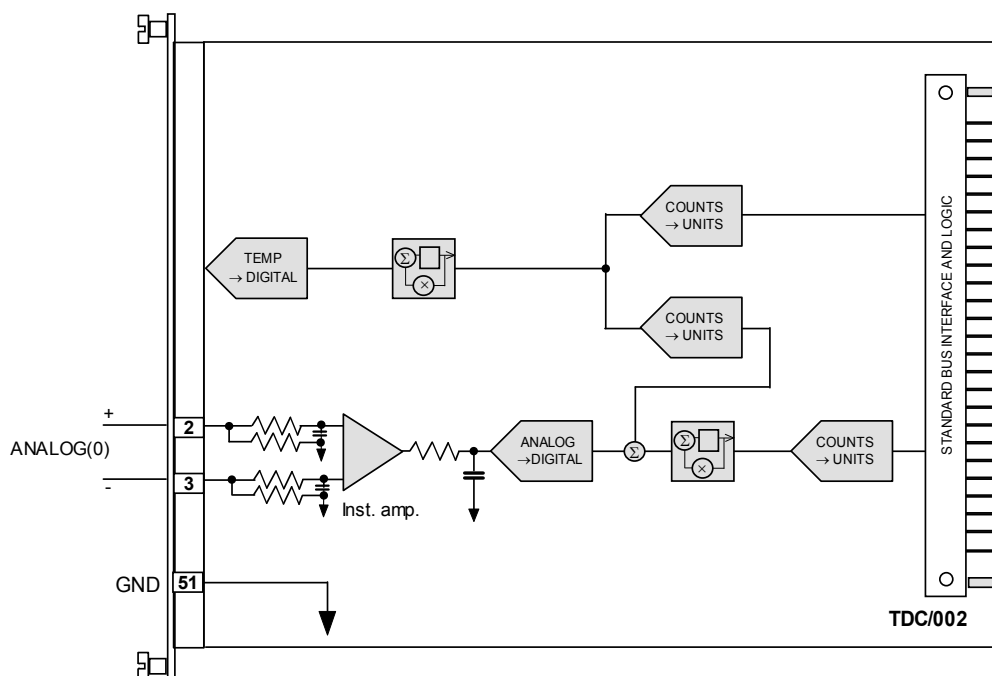 COUNTS
→ UNITS
TEMP
→ DIGITAL
Σ
×
COUNTS
→ UNITS
STANDARD BUS INTERFACE AND LOGIC
+
2
ANALOG(0)
-
3
Inst. amp.
ANALOG
→DIGITAL
Σ
Σ
×
COUNTS
→ UNITS
GND
51
TDC/002